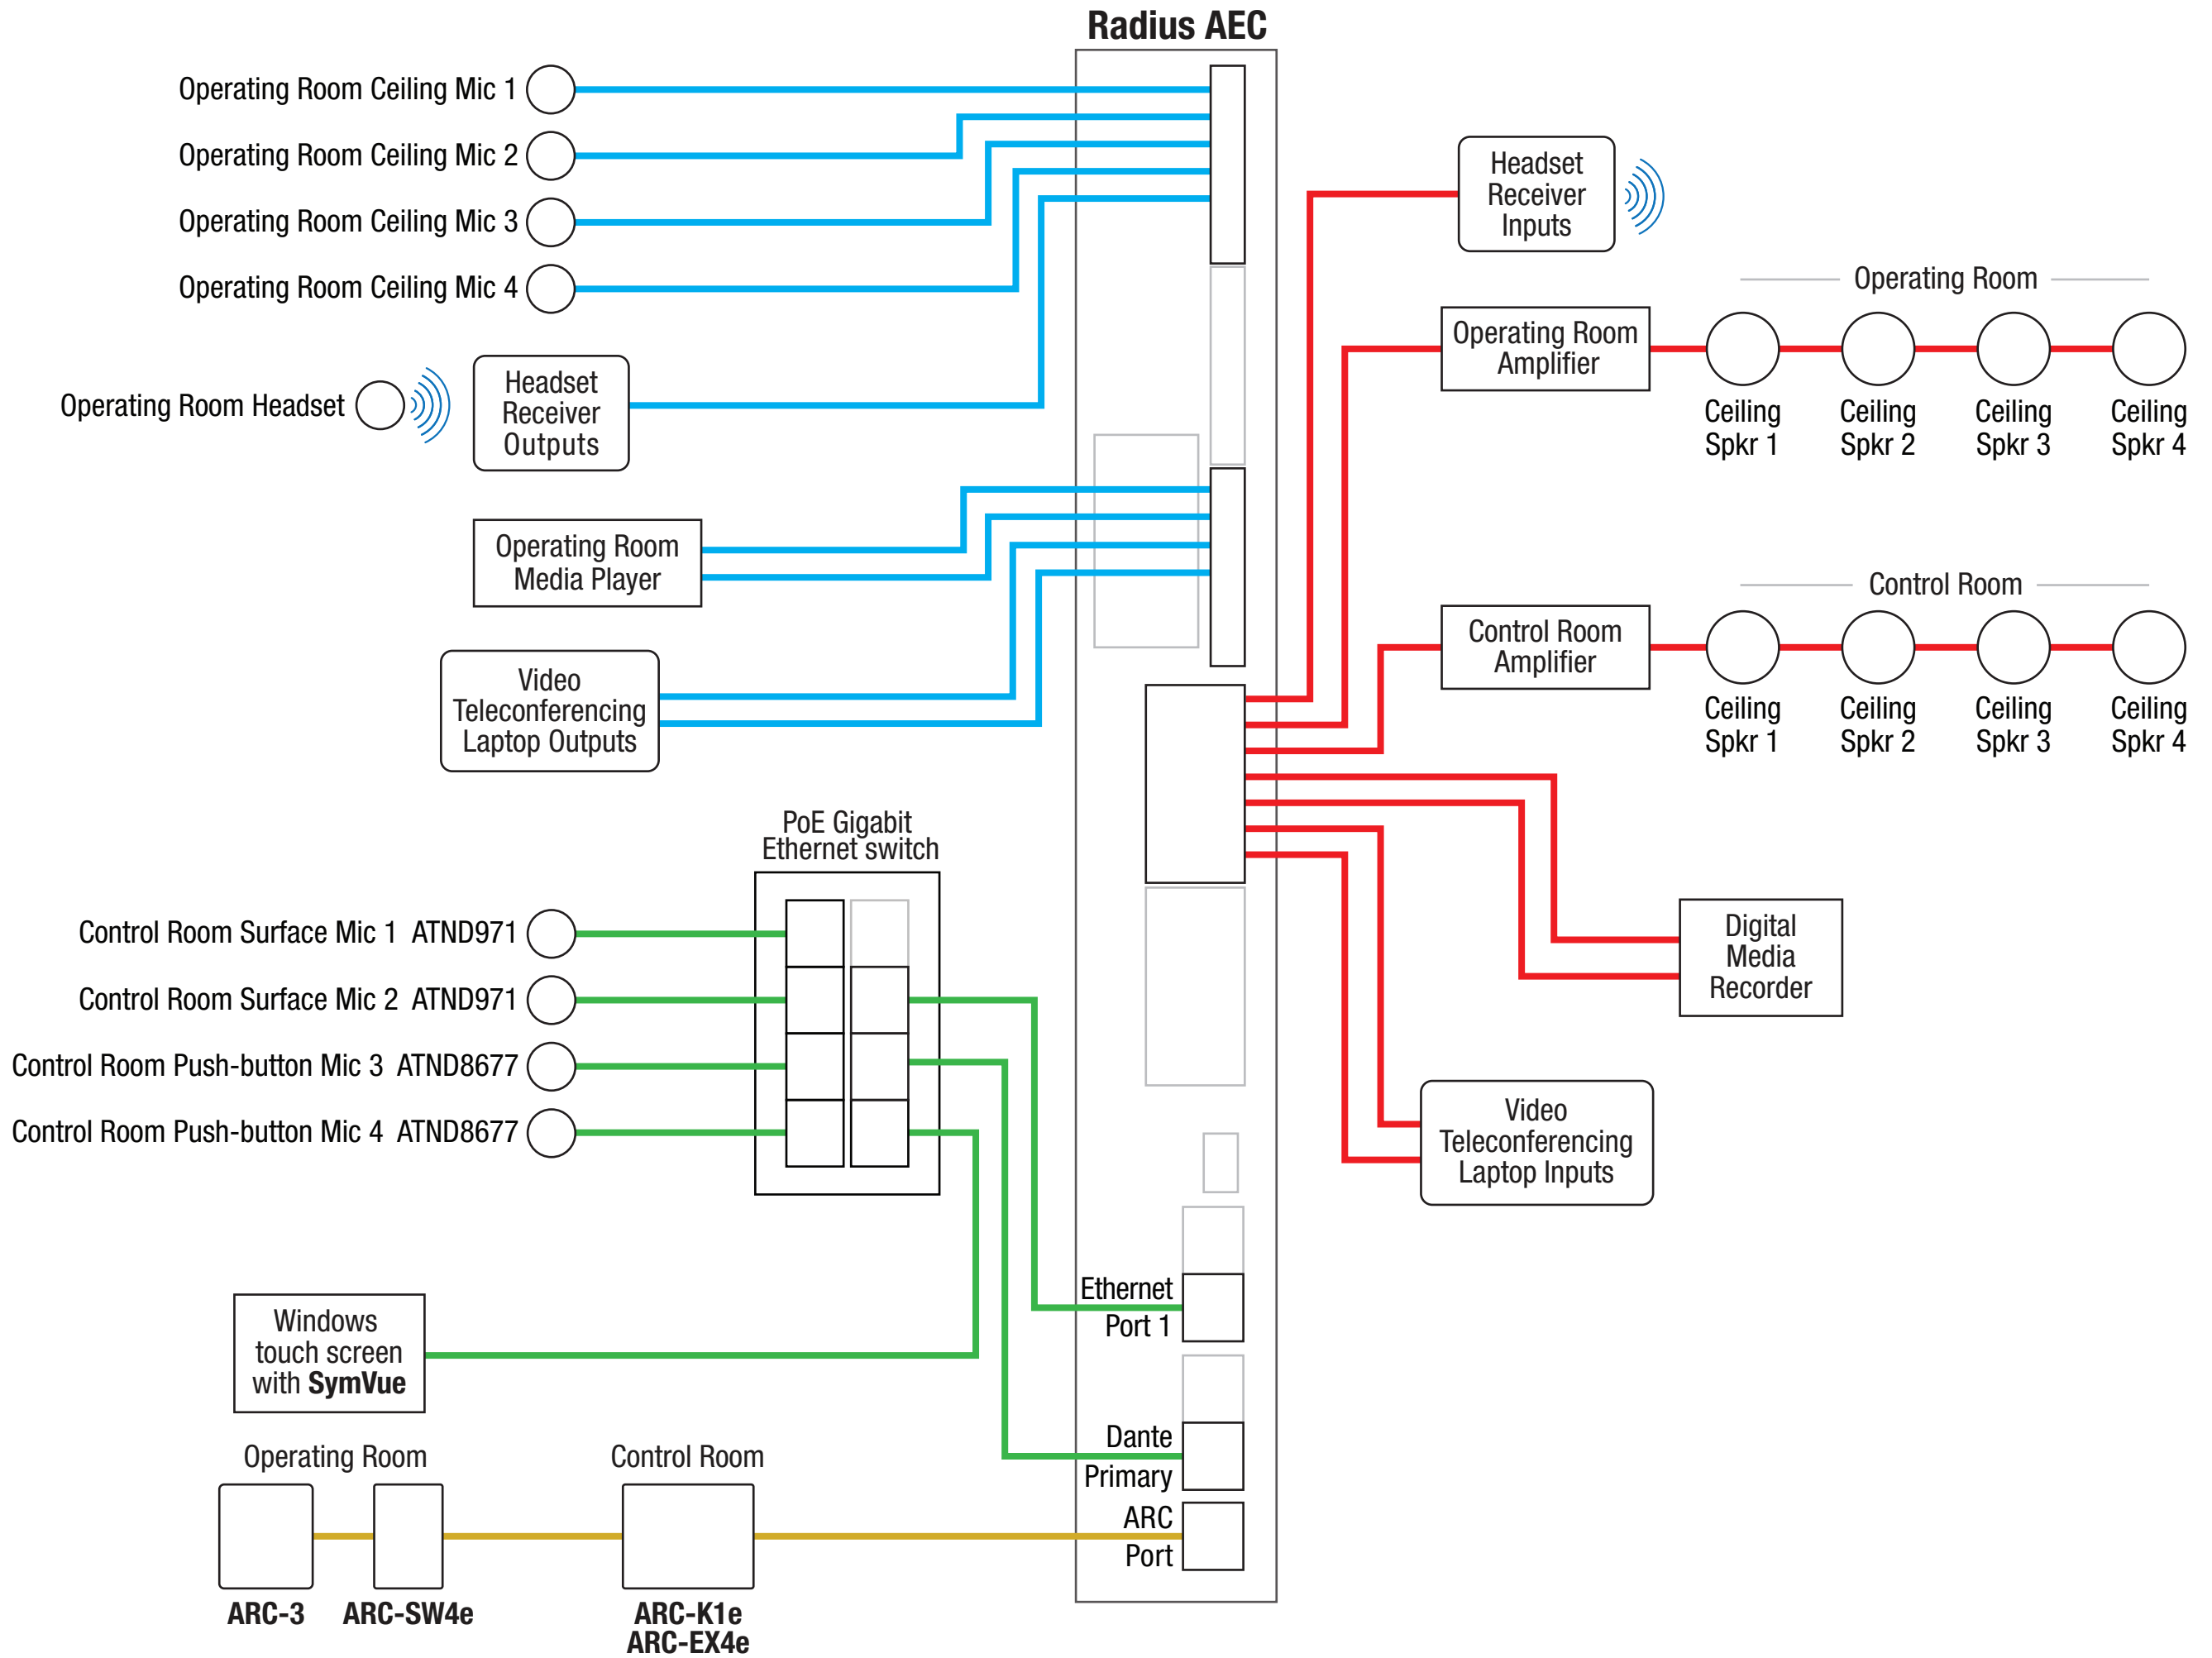 Radius AEC
Operating Room Ceiling Mic 1
Operating Room Ceiling Mic 2
Operating Room Ceiling Mic 3
Operating Room Ceiling Mic 4
Operating Room Headset
Headset
Receiver
Outputs
Operating Room
Media Player
Video
Teleconferencing
Laptop Outputs
PoE Gigabit
Ethernet switch
Control Room Surface Mic 1 ATND971
Control Room Surface Mic 2 ATND971
Control Room Push-button Mic 3 ATND8677
Control Room Push-button Mic 4 ATND8677
Windows
touch screen
with SymVue
Operating Room
Control Room
ARC-3
ARC-SW4e
ARC-K1e
ARC-EX4e
Ethernet
Port 1
Dante
Primary
ARC
Port
Headset
Receiver
Inputs
Operating Room
Operating Room
Amplifier
Ceiling
Spkr 1
Ceiling
Spkr 2
Ceiling
Spkr 3
Ceiling
Spkr 4
Control Room
Control Room
Amplifier
Ceiling
Spkr 1
Ceiling
Spkr 2
Ceiling
Spkr 3
Ceiling
Spkr 4
Digital
Media
Recorder
Video
Teleconferencing
Laptop Inputs